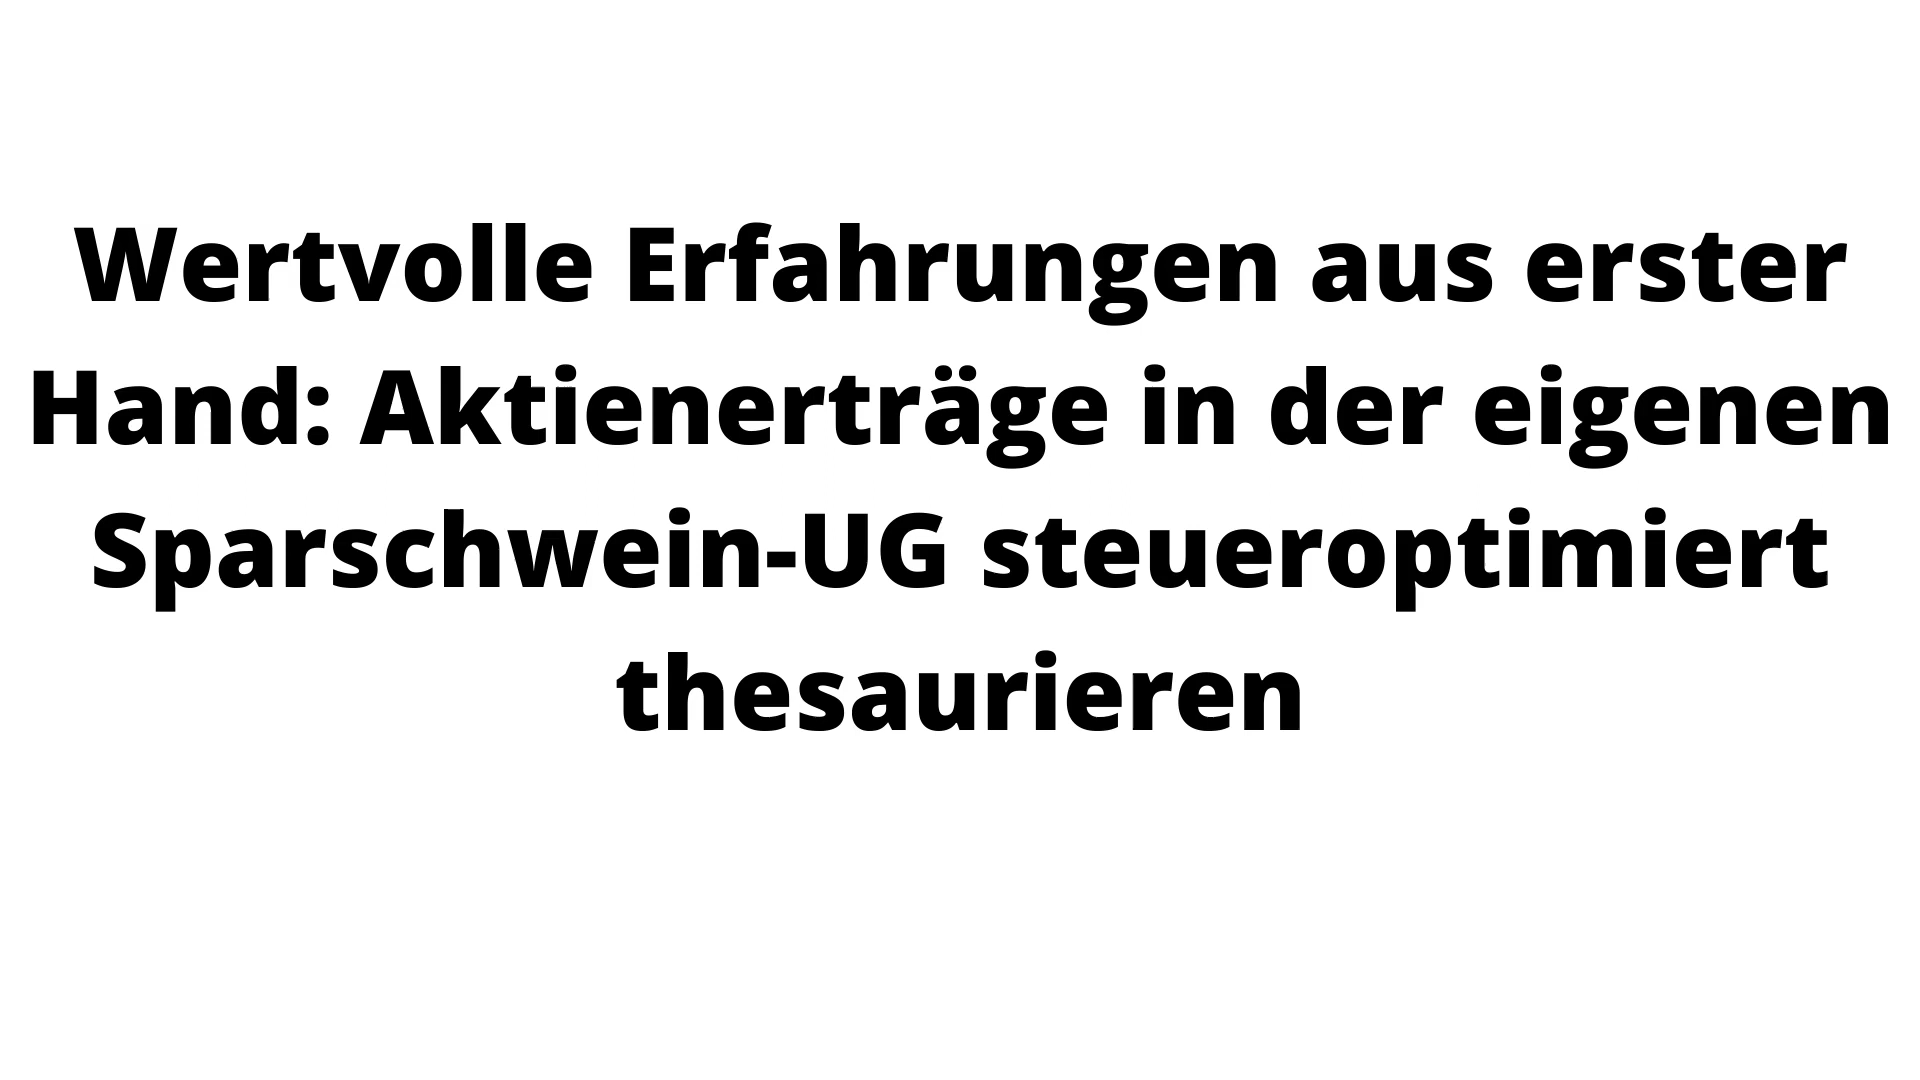 Wertvolle Erfahrungen aus erster
Hand: Aktienerträge in der eigenen
Sparschwein-UG steueroptimiert
thesaurieren